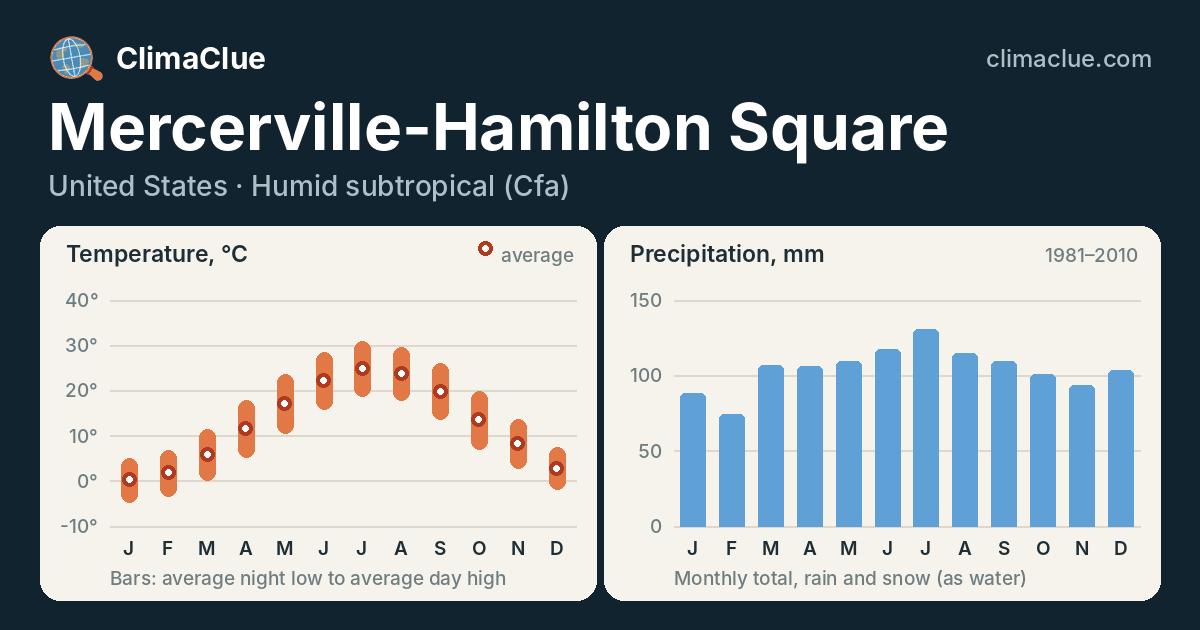 ClimaClue
climaclue.com
Mercerville-Hamilton Square
United States · Humid subtropical (Cfa)
Temperature, °C
average
40°
30°
20°
10°
0°
-10°
J F M A M J J A S O N D
Bars: average night low to average day high
Precipitation, mm
1981–2010
150
100
50
0
J F M A M J J A S O N D
Monthly total, rain and snow (as water)